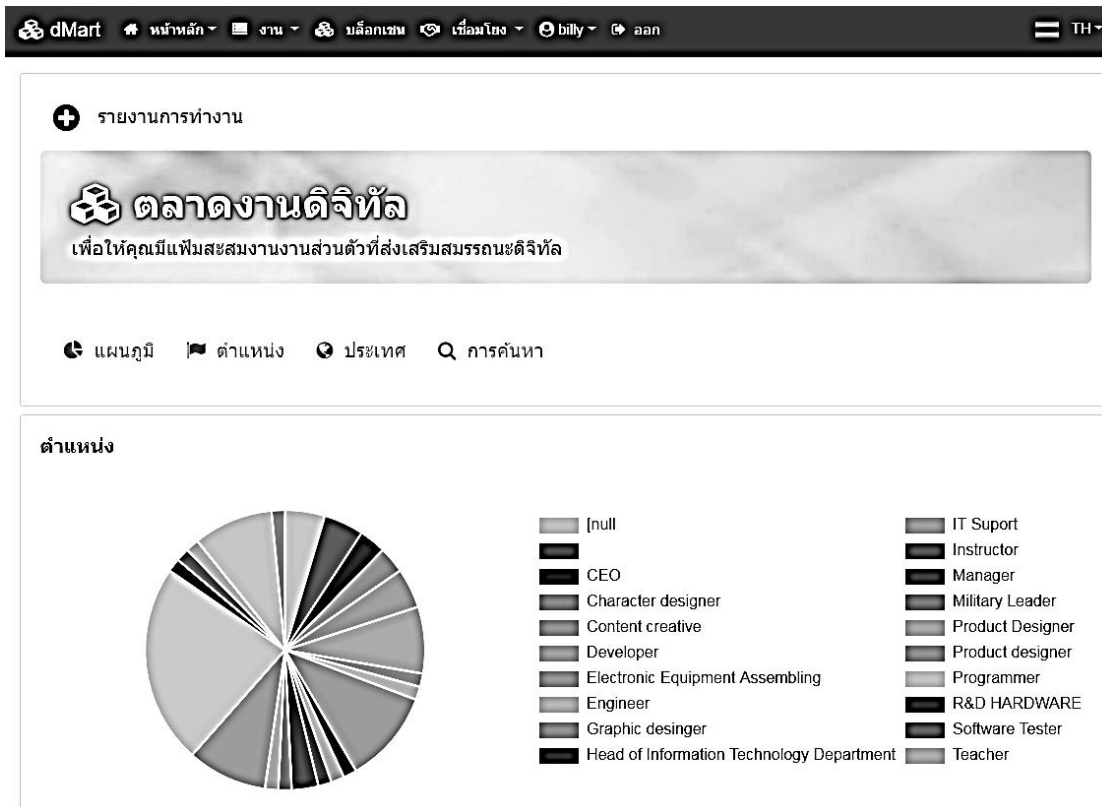 dMart หน้าหลัก งาน บล็อกเชน เชื่อมโยง billy ออก TH
รายงานการทำงาน
ตลาดงานดิจิทัล
เพื่อให้คุณมีแฟ้มสะสมงานงานส่วนตัวที่ส่งเสริมสมรรถนะดิจิทัล
แผนภูมิ ตำแหน่ง ประเทศ การค้นหา
ตำแหน่ง
[null
CEO
Character designer
Content creative
Developer
Electronic Equipment Assembling
Engineer
Graphic desinger
Head of Information Technology Department
IT Suport
Instructor
Manager
Military Leader
Product Designer
Product designer
Programmer
R&D HARDWARE
Software Tester
Teacher